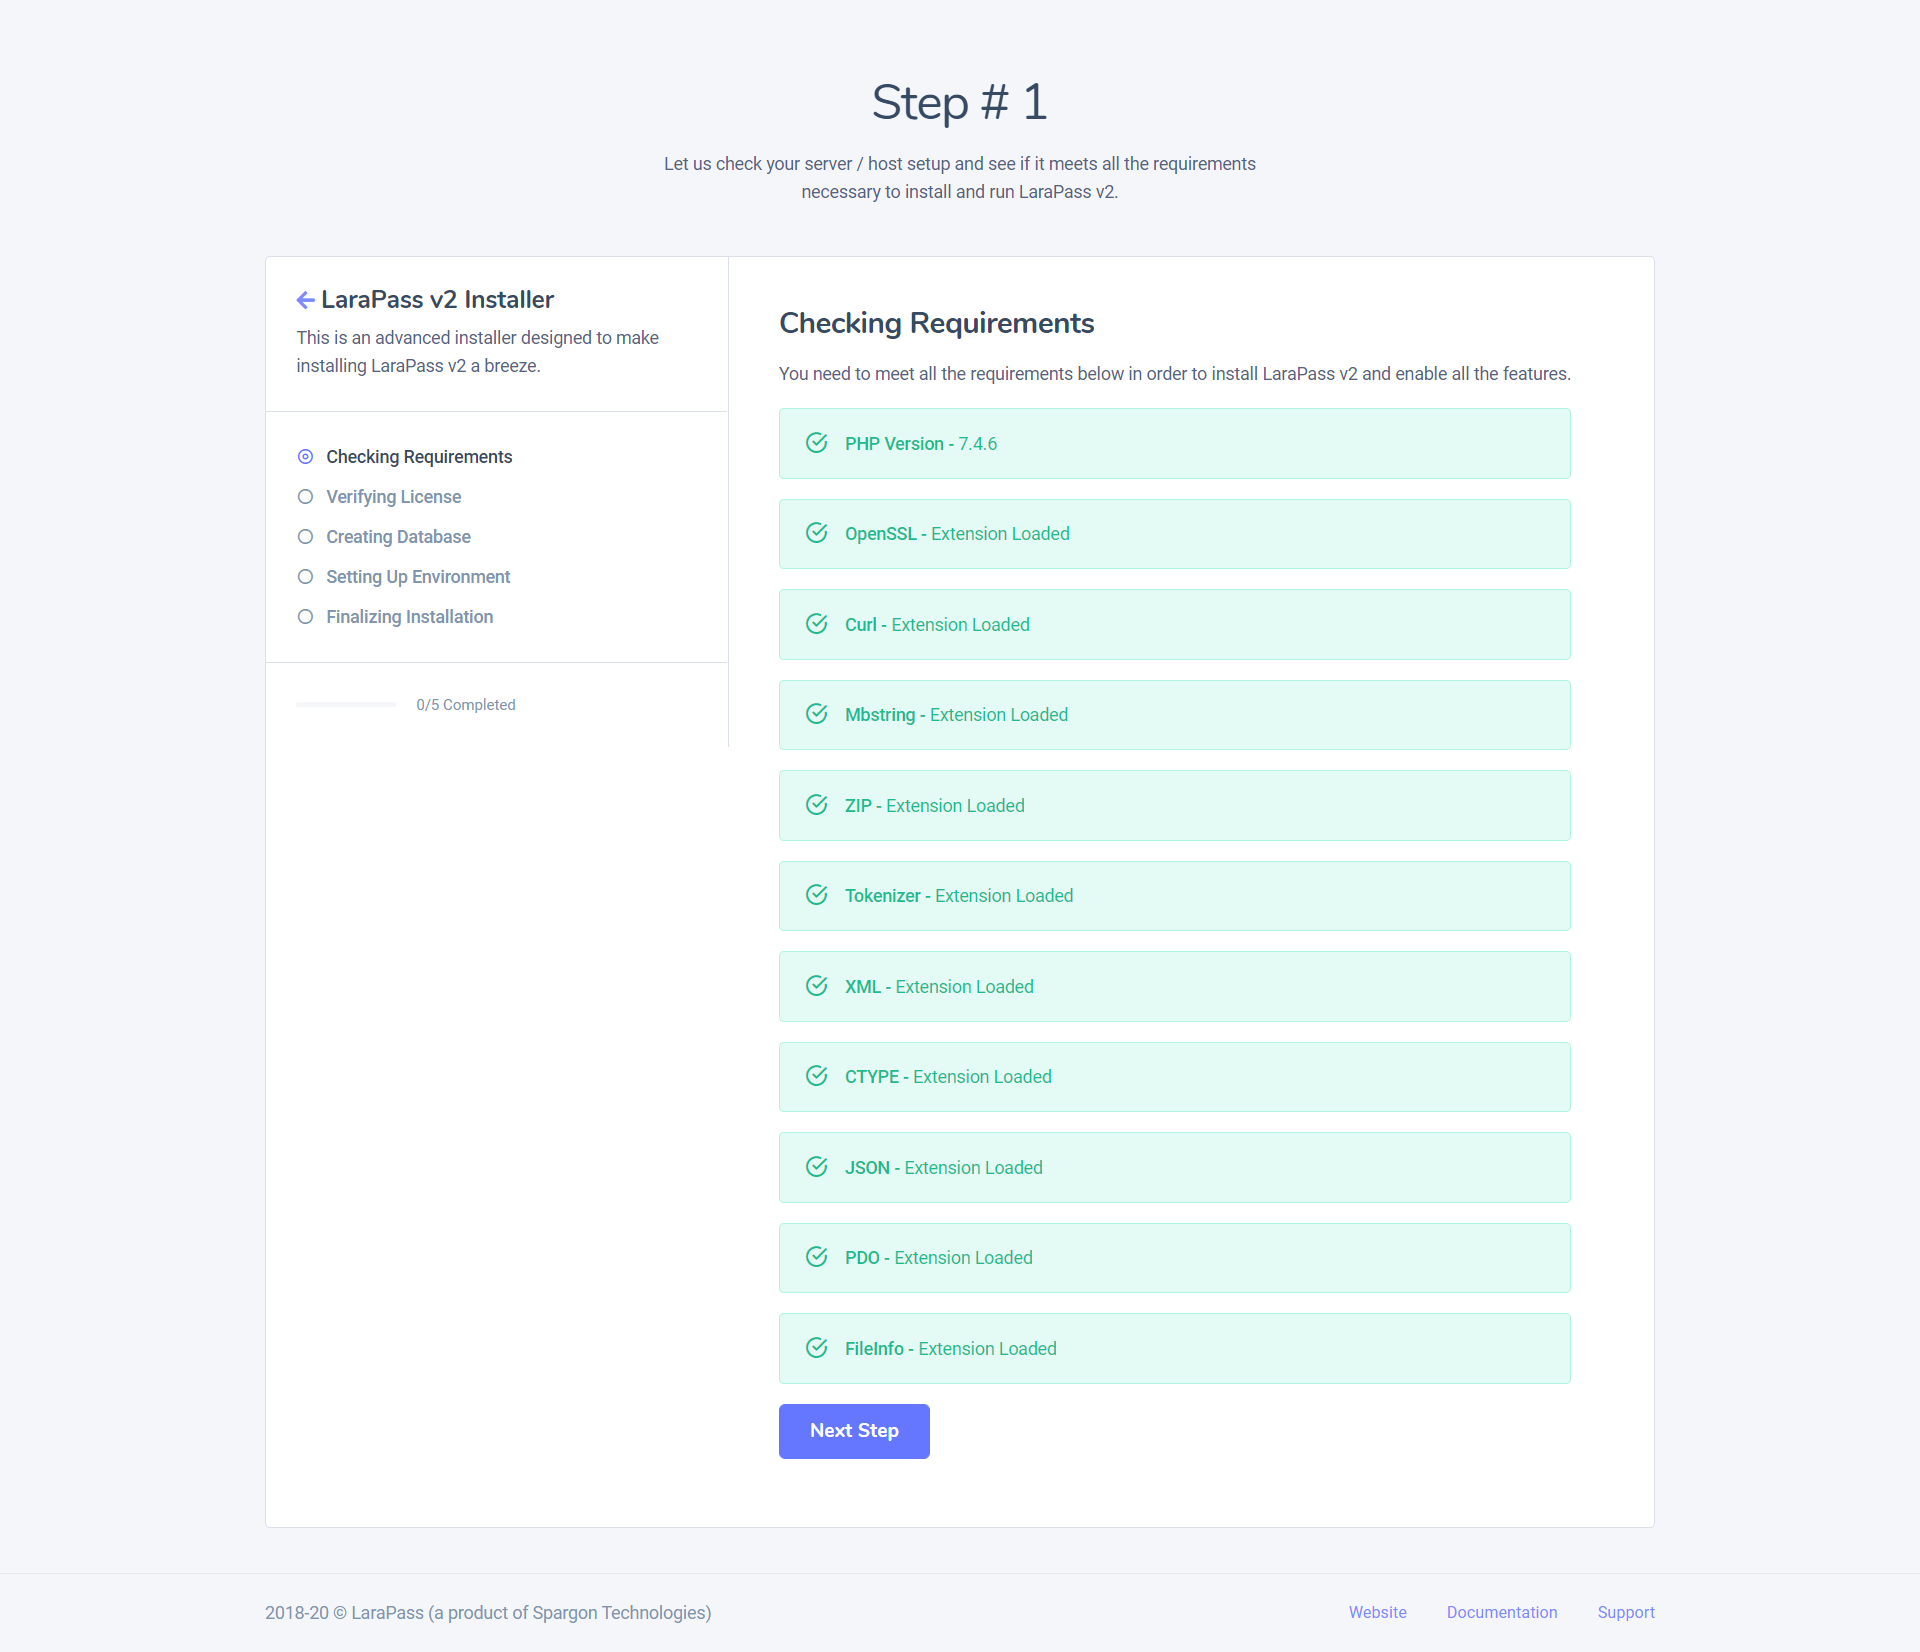 Step # 1
Let us check your server / host setup and see if it meets all the requirements
necessary to install and run LaraPass v2.
LaraPass v2 Installer
This is an advanced installer designed to make
installing LaraPass v2 a breeze.
Checking Requirements
Verifying License
Creating Database
Setting Up Environment
Finalizing Installation
0/5 Completed
Checking Requirements
You need to meet all the requirements below in order to install LaraPass v2 and enable all the features.
PHP Version - 7.4.6
OpenSSL - Extension Loaded
Curl - Extension Loaded
Mbstring - Extension Loaded
ZIP - Extension Loaded
Tokenizer - Extension Loaded
XML - Extension Loaded
CTYPE - Extension Loaded
JSON - Extension Loaded
PDO - Extension Loaded
FileInfo - Extension Loaded
Next Step
2018-20 © LaraPass (a product of Spargon Technologies)
Website Documentation Support